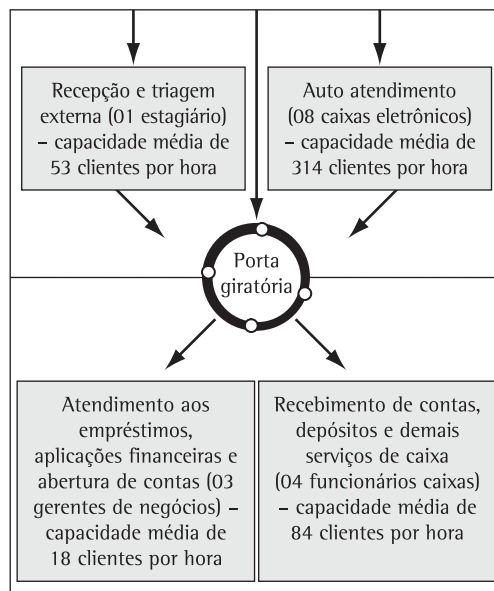 Recepção e triagem
externa (01 estagiário)
– capacidade média de
53 clientes por hora
Auto atendimento
(08 caixas eletrônicos)
– capacidade média de
314 clientes por hora
Porta
giratória
Atendimento aos
empréstimos,
aplicações financeiras e
abertura de contas (03
gerentes de negócios) –
capacidade média de
18 clientes por hora
Recebimento de contas,
depósitos e demais
serviços de caixa
(04 funcionários caixas)
– capacidade média de
84 clientes por hora